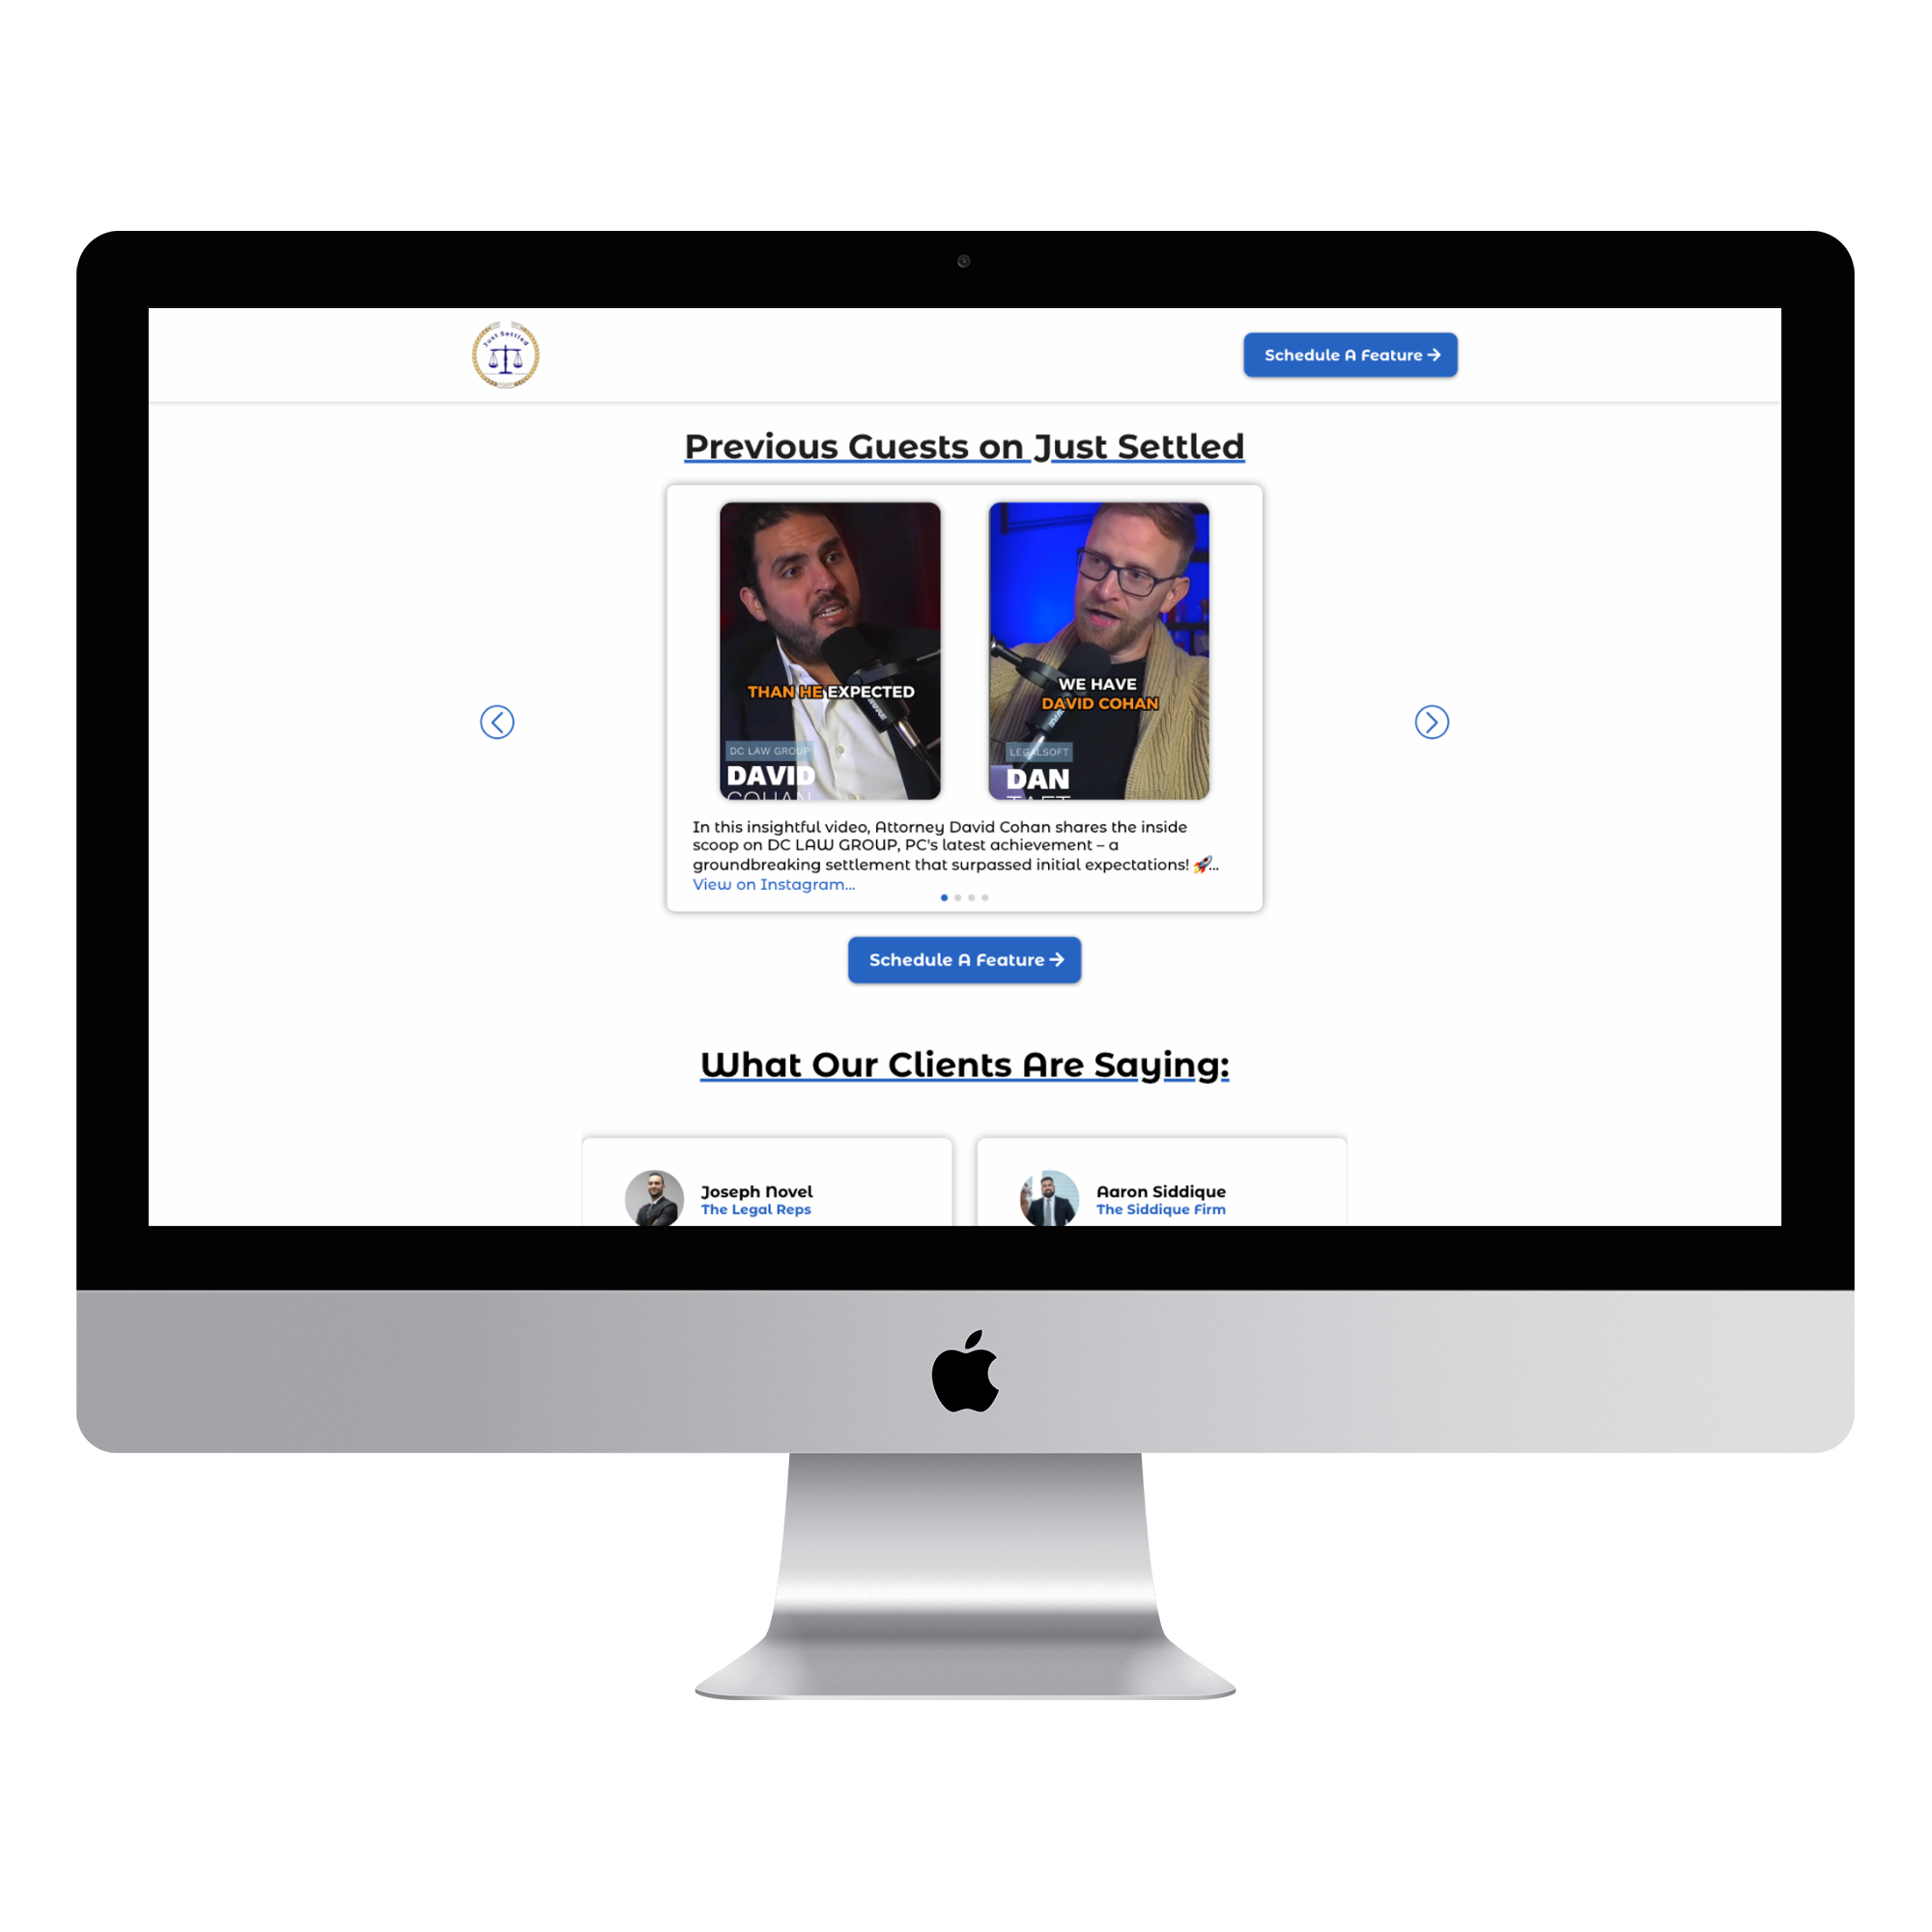 Just Settled
Schedule A Feature
Previous Guests on Just Settled
THAN HE EXPECTED
DC LAW GROUP
DAVID
COHAN
WE HAVE
DAVID COHAN
LEGALSOFT
DAN
TAFT
In this insightful video, Attorney David Cohan shares the inside
scoop on DC LAW GROUP, PC's latest achievement – a
groundbreaking settlement that surpassed initial expectations! 🚀...
View on Instagram...
Schedule A Feature
What Our Clients Are Saying:
Joseph Novel
The Legal Reps
Aaron Siddique
The Siddique Firm